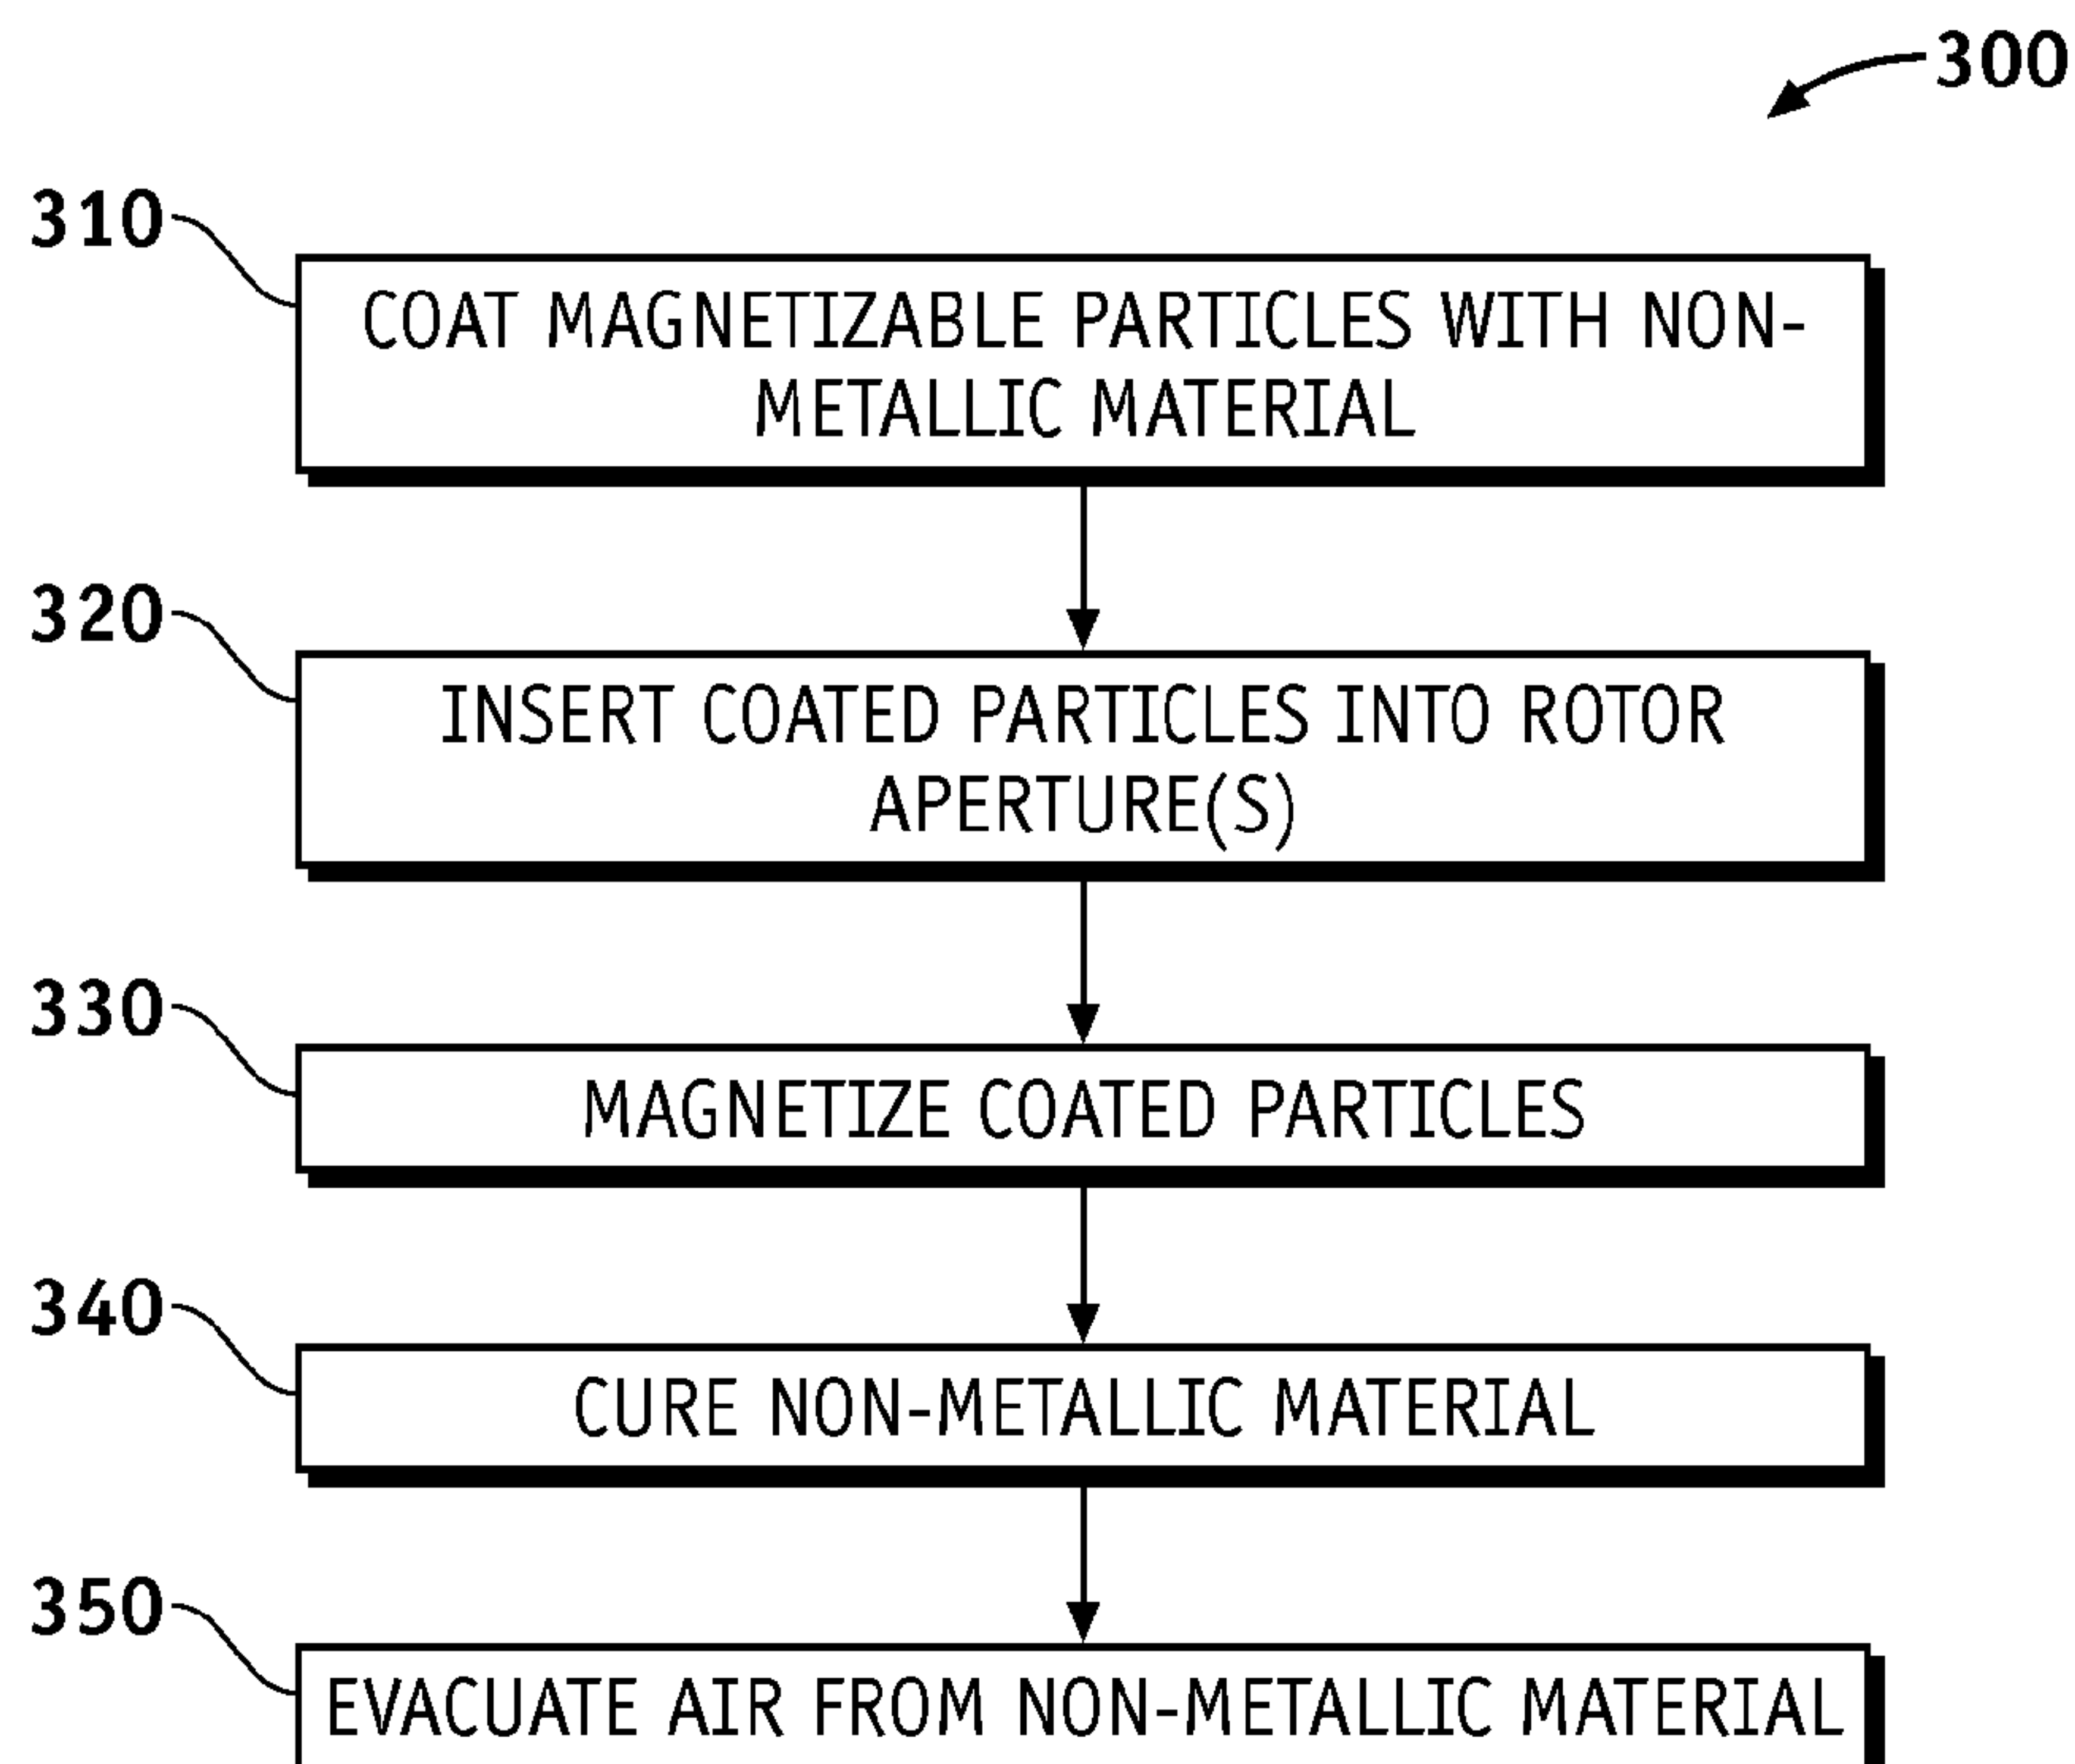 300
310
COAT MAGNETIZABLE PARTICLES WITH NON-
METALLIC MATERIAL
320
INSERT COATED PARTICLES INTO ROTOR
APERTURE(S)
330
MAGNETIZE COATED PARTICLES
340
CURE NON-METALLIC MATERIAL
350
EVACUATE AIR FROM NON-METALLIC MATERIAL